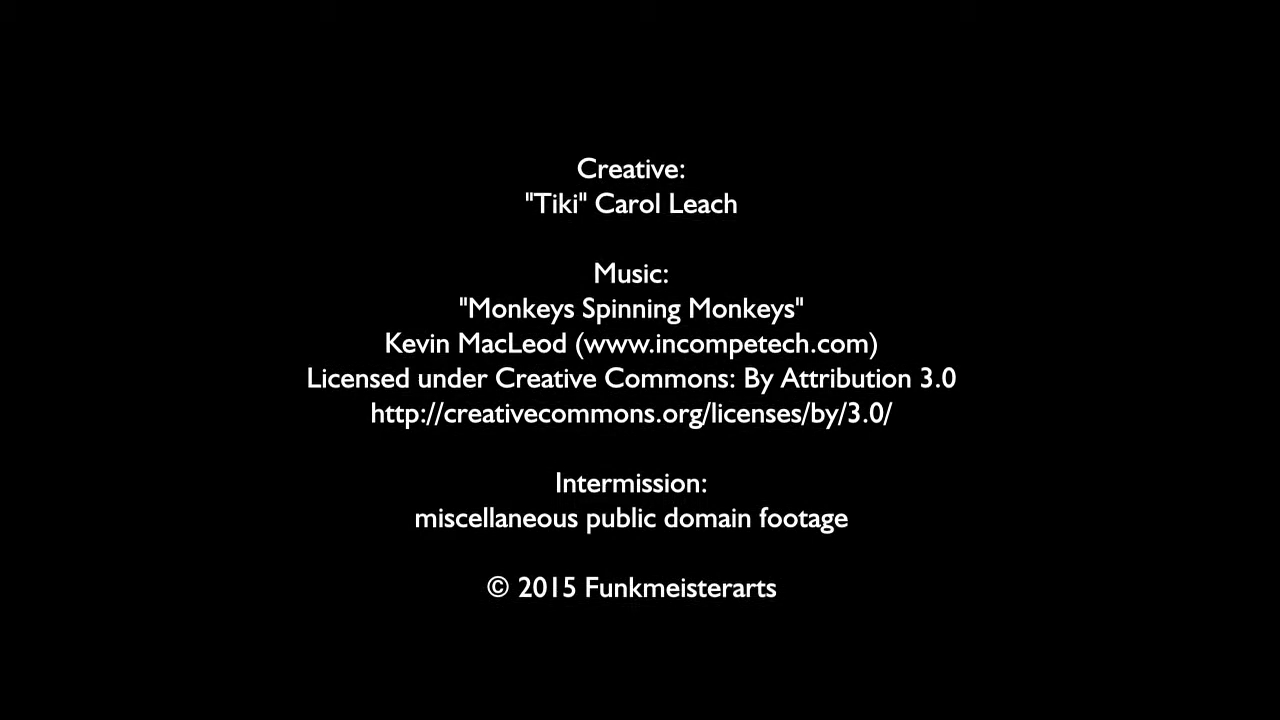 Creative:
"Tiki" Carol Leach
Music:
"Monkeys Spinning Monkeys"
Kevin MacLeod (www.incompetech.com)
Licensed under Creative Commons: By Attribution 3.0
http://creativecommons.org/licenses/by/3.0/
Intermission:
miscellaneous public domain footage
© 2015 Funkmeisterarts